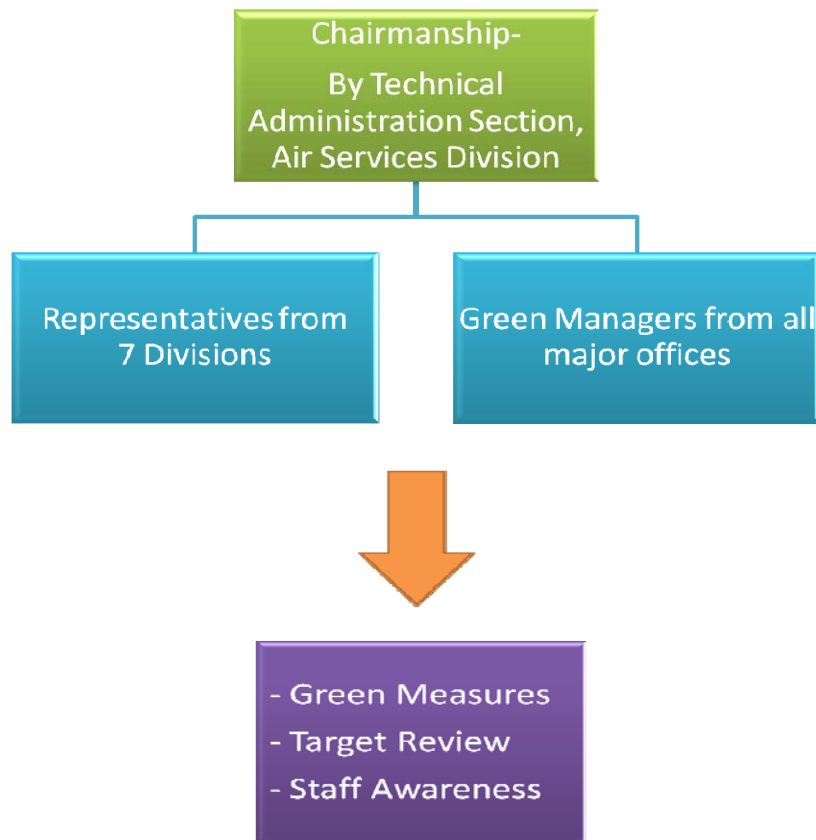 Chairmanship-
By Technical
Administration Section,
Air Services Division
Representatives from
7 Divisions
Green Managers from all
major offices
- Green Measures
- Target Review
- Staff Awareness